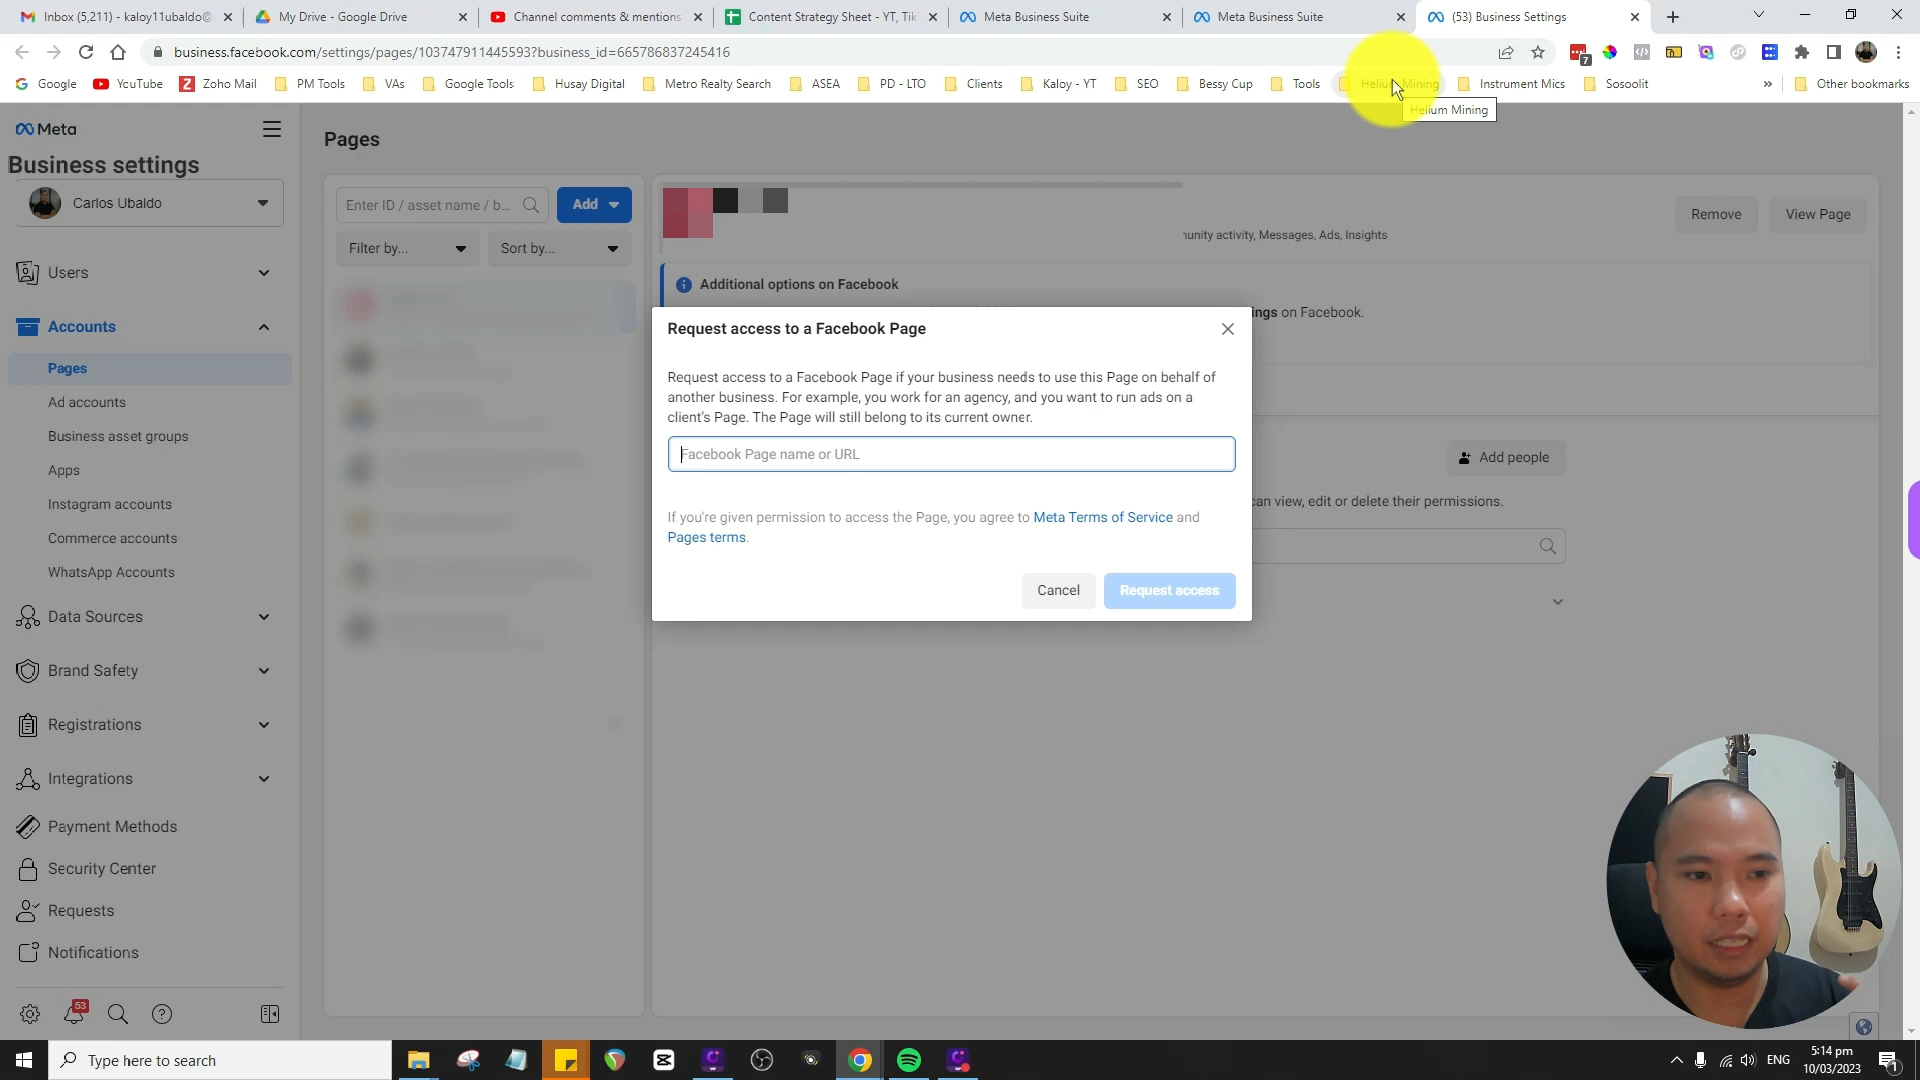 Inbox (5,211) - kaloy11ubaldo@
My Drive - Google Drive
Channel comments & mentions
Content Strategy Sheet - YT, Tik
Meta Business Suite
Meta Business Suite
(53) Business Settings
business.facebook.com/settings/pages/103747911445593?business_id=665786837245416
7
Google
YouTube
Zoho Mail
PM Tools
VAs
Google Tools
Husay Digital
Metro Realty Search
ASEA
PD - LTO
Clients
Kaloy - YT
SEO
Bessy Cup
Tools
Helium Mining
Instrument Mics
Sosoolit
Other bookmarks
Helium Mining
Meta
Business settings
Carlos Ubaldo
Users
Accounts
Pages
Ad accounts
Business asset groups
Apps
Instagram accounts
Commerce accounts
WhatsApp Accounts
Data Sources
Brand Safety
Registrations
Integrations
Payment Methods
Security Center
Requests
Notifications
53
Pages
Enter ID / asset name / b...
Add
Filter by...
Sort by...
Remove
View Page
unity activity, Messages, Ads, Insights
Additional options on Facebook
ings on Facebook.
Request access to a Facebook Page
Request access to a Facebook Page if your business needs to use this Page on behalf of
another business. For example, you work for an agency, and you want to run ads on a
client's Page. The Page will still belong to its current owner.
Facebook Page name or URL
If you're given permission to access the Page, you agree to Meta Terms of Service and
Pages terms.
Cancel
Request access
Add people
can view, edit or delete their permissions.
Type here to search
ENG
5:14 pm
10/03/2023
1